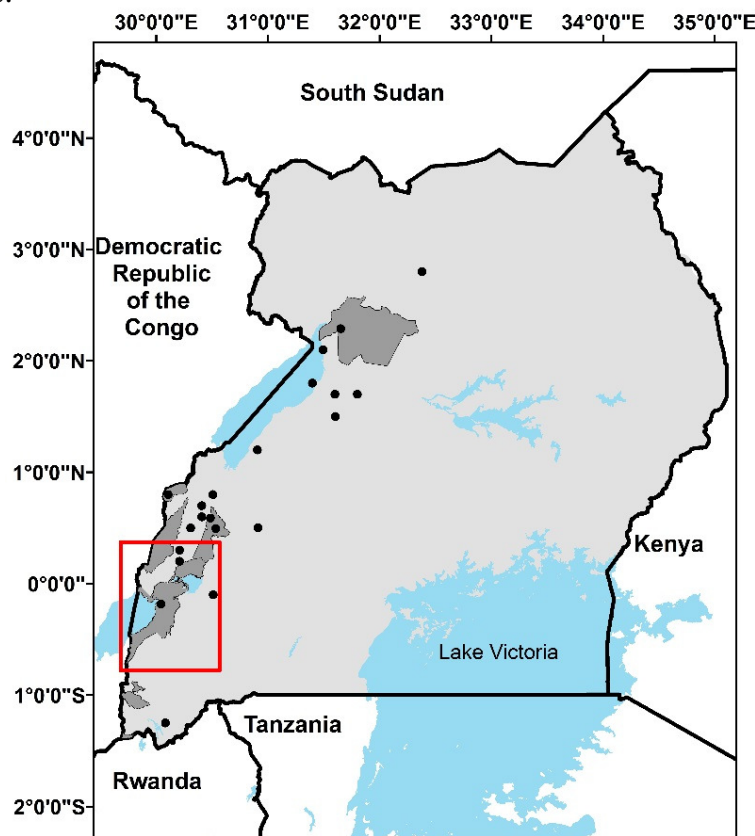 30°0'0"E 31°0'0"E 32°0'0"E 33°0'0"E 34°0'0"E 35°0'0"E
South Sudan
4°0'0"N
3°0'0"N
Democratic
Republic
of the
Congo
2°0'0"N
1°0'0"N
Kenya
0°0'0"
Lake Victoria
1°0'0"S
Tanzania
Rwanda
2°0'0"S